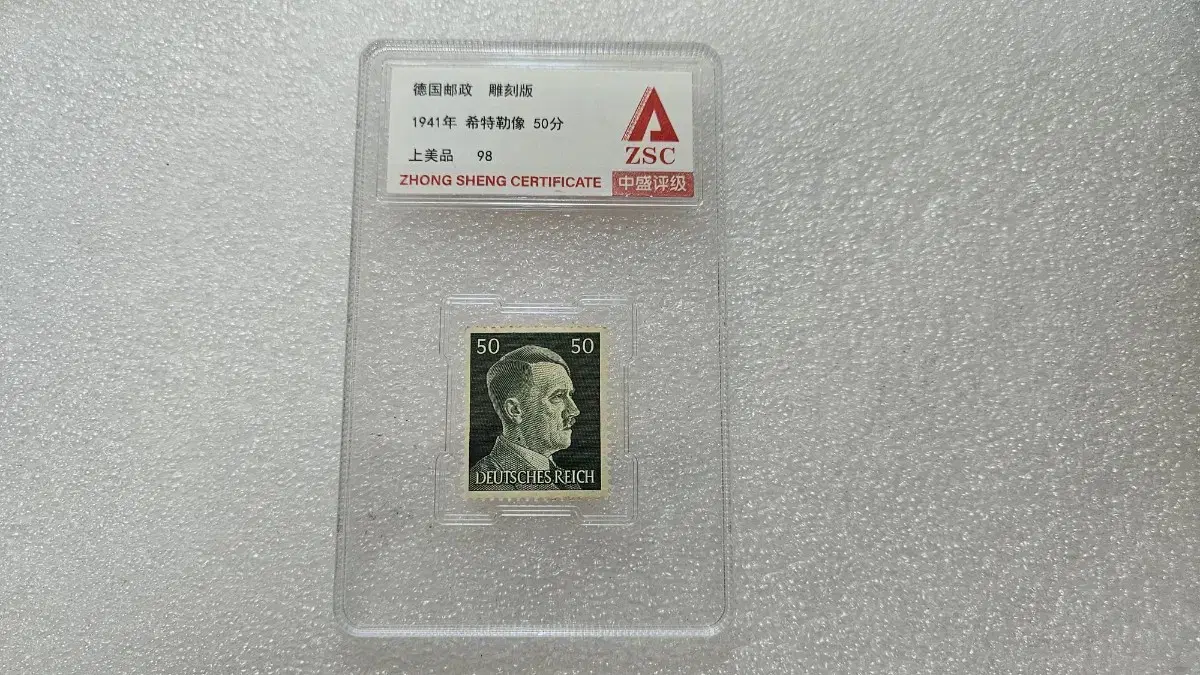 德国邮政 雕刻版
1941年 希特勒像 50分
上美品 98
ZHONG SHENG CERTIFICATE
ZSC
中盛评级
50 50
DEUTSCHES REICH